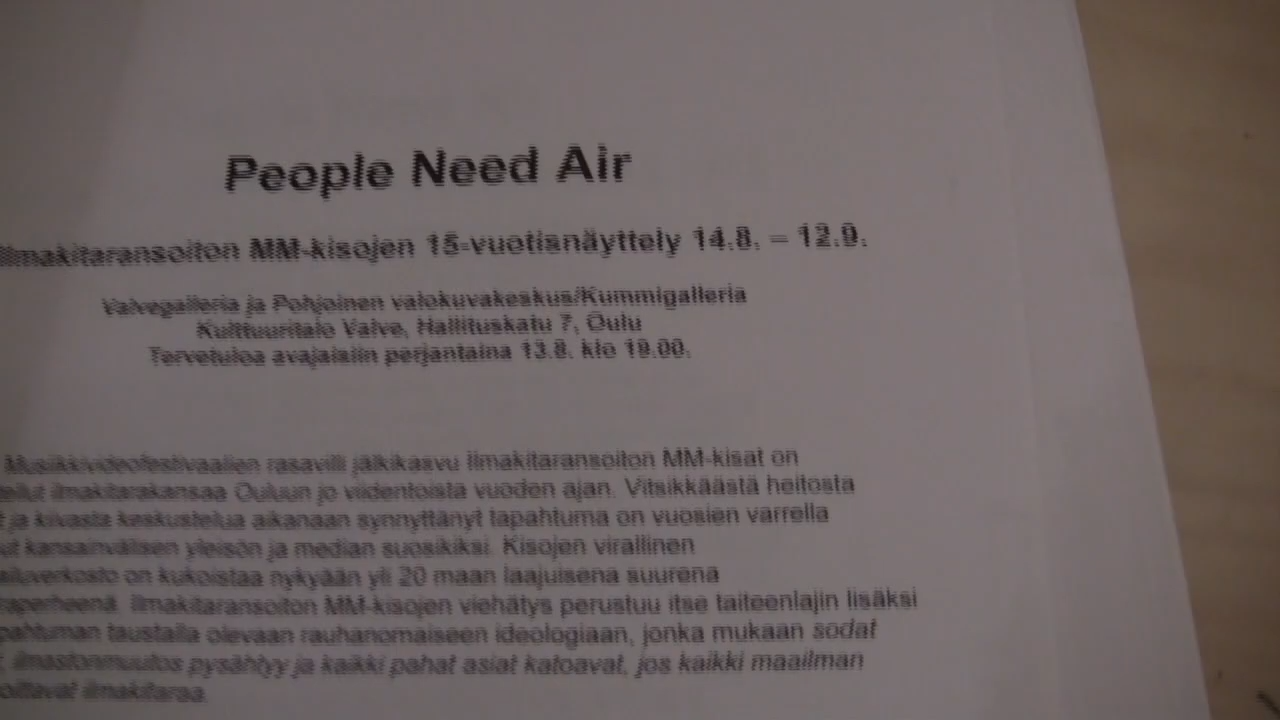 People Need Air
Ilmakitaransoiton MM-kisojen 15-vuotisnäyttely 14.8. – 12.9.
Valvegalleria ja Pohjoinen valokuvakeskus/Kummigalleria
Kulttuuritalo Valve, Hallituskatu 7, Oulu
Tervetuloa avajaisiin perjantaina 13.8. klo 19.00.
Musiikkivideofestivaalien rasavilli jälkikasvu Ilmakitaransoiton MM-kisat on
ilmakitarakansaa Ouluun jo viidentoista vuoden ajan. Vitsikkäästä heitosta
ja kivasta keskustelua aikanaan synnyttänyt tapahtuma on vuosien varrella
kansainvälisen yleisön ja median suosikiksi. Kisojen virallinen
on kukoistaa nykyään yli 20 maan laajuisena suurena
Ilmakitaransoiton MM-kisojen viehätys perustuu itse taiteenlajin lisäksi
taustalla olevaan rauhanomaiseen ideologiaan, jonka mukaan sodat
ilmastonmuutos pysähtyy ja kaikki pahat asiat katoavat, jos kaikki maailman
ilmakitaraa.